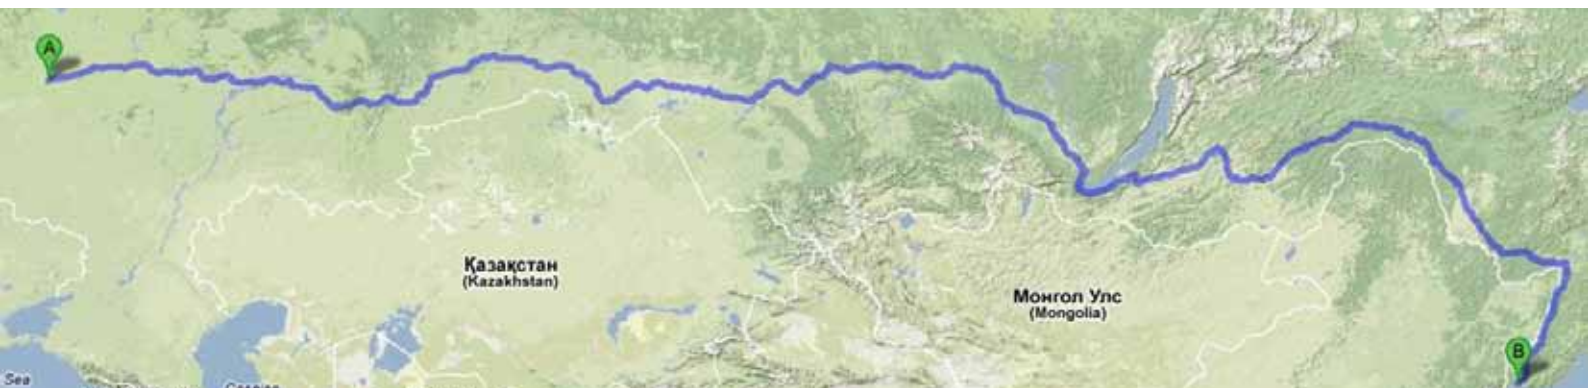 A
Қазақстан
(Kazakhstan)
Монгол Улс
(Mongolia)
B
Sea